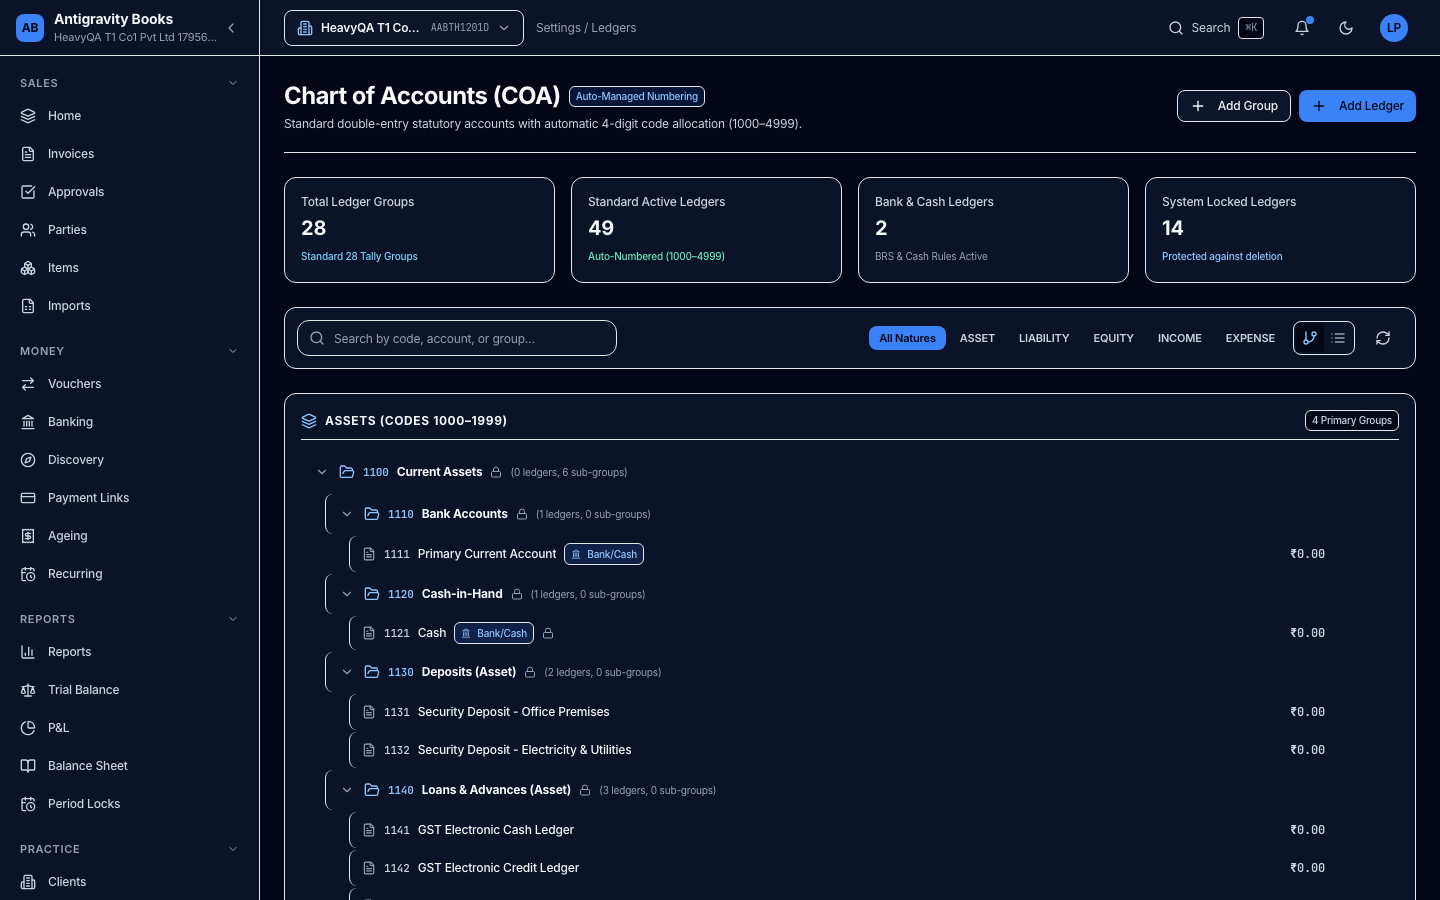 AB
Antigravity Books
HeavyQA T1 Co1 Pvt Ltd 17956...
SALES
Home
Invoices
Approvals
Parties
Items
Imports
MONEY
Vouchers
Banking
Discovery
Payment Links
Ageing
Recurring
REPORTS
Reports
Trial Balance
P&L
Balance Sheet
Period Locks
PRACTICE
Clients
HeavyQA T1 Co... AABTH1201D
Settings / Ledgers
Search ⌘K
LP
Chart of Accounts (COA) Auto-Managed Numbering
Standard double-entry statutory accounts with automatic 4-digit code allocation (1000–4999).
Add Group
Add Ledger
Total Ledger Groups
28
Standard 28 Tally Groups
Standard Active Ledgers
49
Auto-Numbered (1000–4999)
Bank & Cash Ledgers
2
BRS & Cash Rules Active
System Locked Ledgers
14
Protected against deletion
Search by code, account, or group...
All Natures ASSET LIABILITY EQUITY INCOME EXPENSE
ASSETS (CODES 1000–1999) 4 Primary Groups
1100 Current Assets (0 ledgers, 6 sub-groups)
1110 Bank Accounts (1 ledgers, 0 sub-groups)
1111 Primary Current Account Bank/Cash ₹0.00
1120 Cash-in-Hand (1 ledgers, 0 sub-groups)
1121 Cash Bank/Cash ₹0.00
1130 Deposits (Asset) (2 ledgers, 0 sub-groups)
1131 Security Deposit - Office Premises ₹0.00
1132 Security Deposit - Electricity & Utilities ₹0.00
1140 Loans & Advances (Asset) (3 ledgers, 0 sub-groups)
1141 GST Electronic Cash Ledger ₹0.00
1142 GST Electronic Credit Ledger ₹0.00